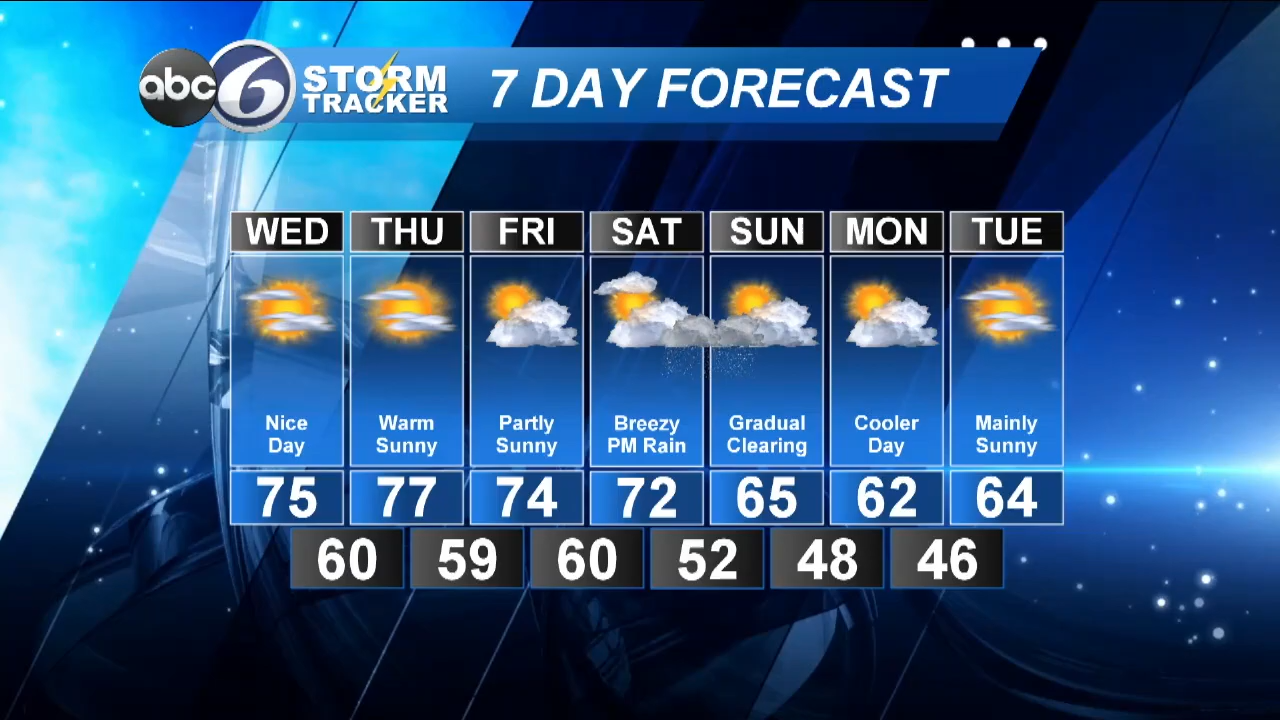 abc 6 STORM TRACKER 7 DAY FORECAST
WED THU FRI SAT SUN MON TUE
Nice Warm Partly Breezy Gradual Cooler Mainly
Day Sunny Sunny PM Rain Clearing Day Sunny
75 77 74 72 65 62 64
60 59 60 52 48 46